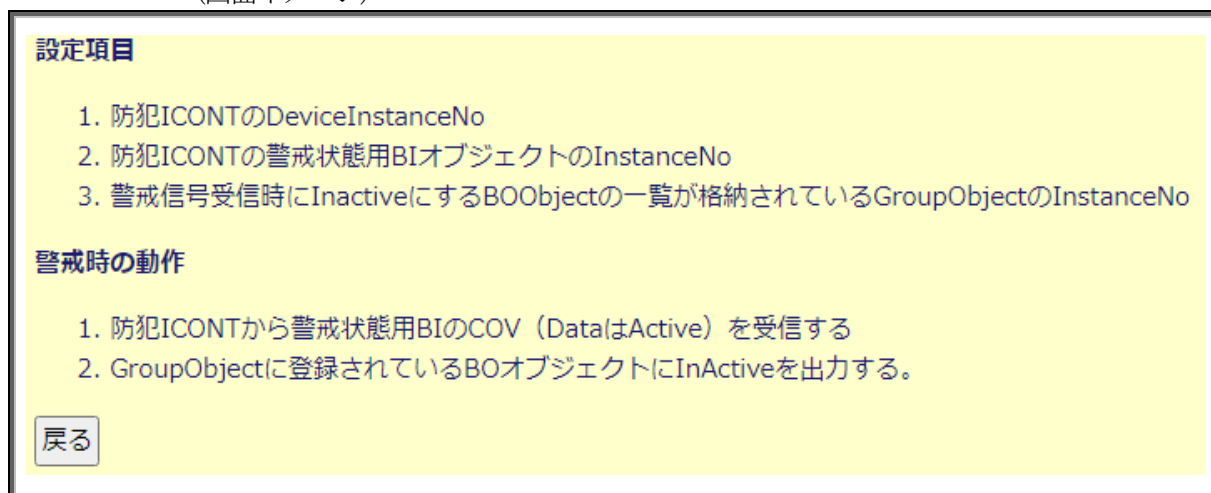 (画面イメージ)
設定項目
1. 防犯ICONTのDeviceInstanceNo
2. 防犯ICONTの警戒状態用BIオブジェクトのInstanceNo
3. 警戒信号受信時にInactiveにするBOObjectの一覧が格納されているGroupObjectのInstanceNo
警戒時の動作
1. 防犯ICONTから警戒状態用BIのCOV（DataはActive）を受信する
2. GroupObjectに登録されているBOオブジェクトにInActiveを出力する。
戻る